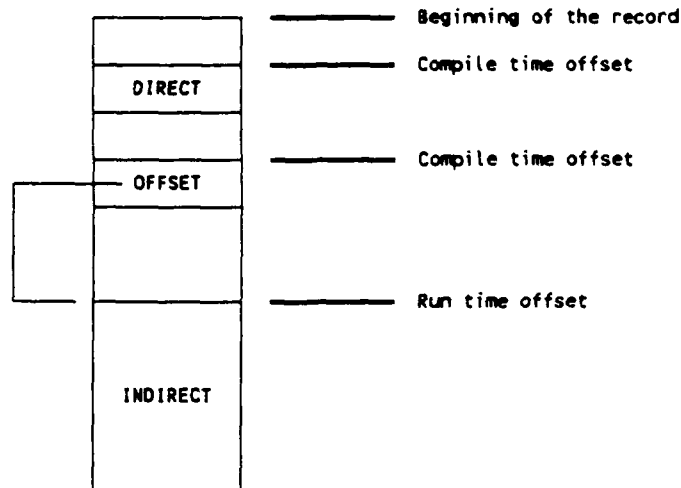 Beginning of the record
Compile time offset
DIRECT
Compile time offset
OFFSET
Run time offset
INDIRECT